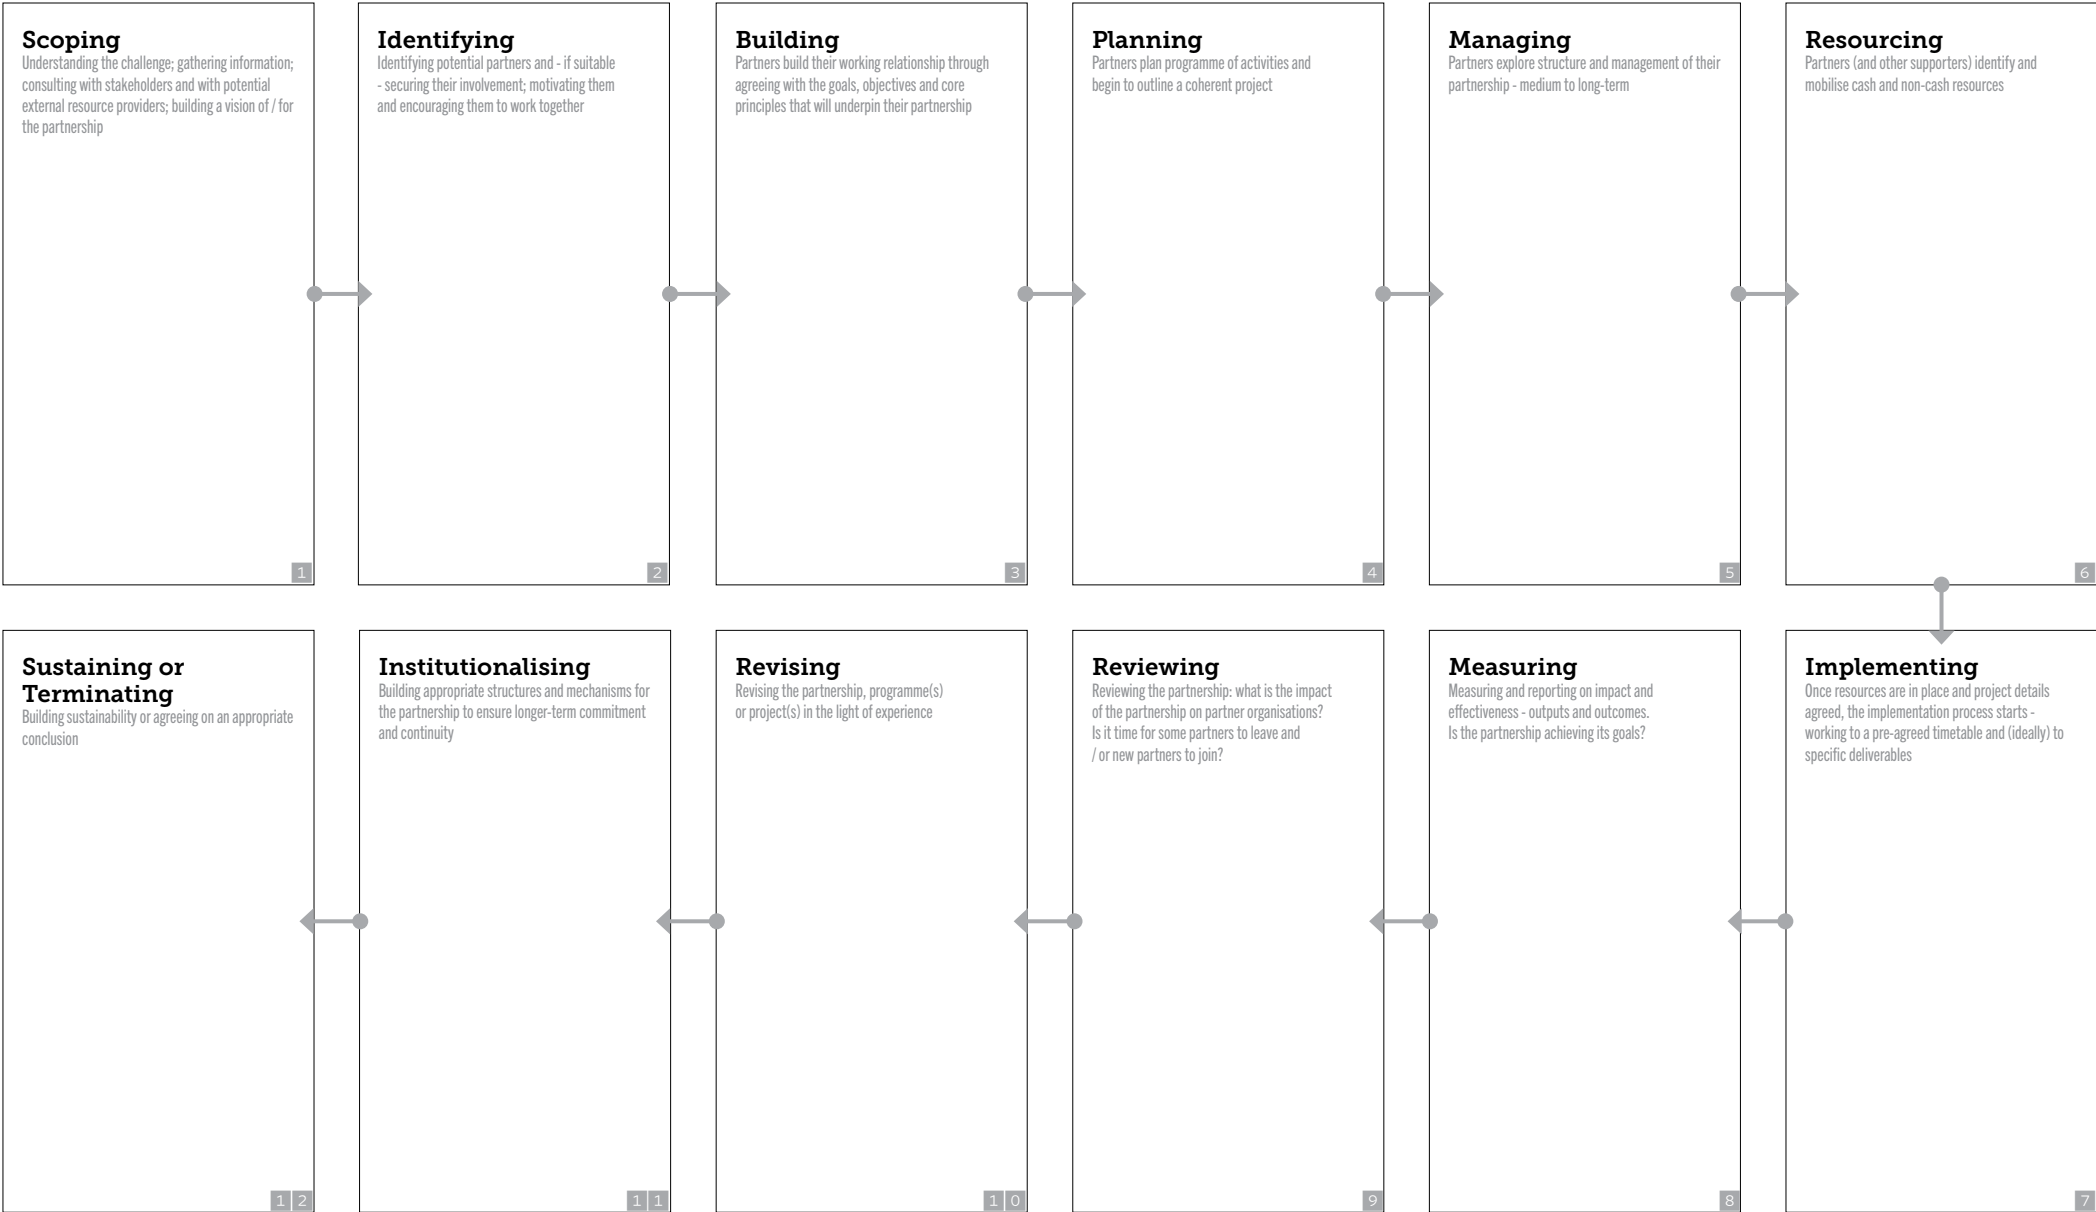 Scoping
Understanding the challenge; gathering information;
consulting with stakeholders and with potential
external resource providers; building a vision of / for
the partnership
1
Identifying
Identifying potential partners and - if suitable
- securing their involvement; motivating them
and encouraging them to work together
2
Building
Partners build their working relationship through
agreeing with the goals, objectives and core
principles that will underpin their partnership
3
Planning
Partners plan programme of activities and
begin to outline a coherent project
4
Managing
Partners explore structure and management of their
partnership - medium to long-term
5
Resourcing
Partners (and other supporters) identify and
mobilise cash and non-cash resources
6
Implementing
Once resources are in place and project details
agreed, the implementation process starts -
working to a pre-agreed timetable and (ideally) to
specific deliverables
7
Measuring
Measuring and reporting on impact and
effectiveness - outputs and outcomes.
Is the partnership achieving its goals?
8
Reviewing
Reviewing the partnership: what is the impact
of the partnership on partner organisations?
Is it time for some partners to leave and
/ or new partners to join?
9
Revising
Revising the partnership, programme(s)
or project(s) in the light of experience
10
Institutionalising
Building appropriate structures and mechanisms for
the partnership to ensure longer-term commitment
and continuity
11
Sustaining or
Terminating
Building sustainability or agreeing on an appropriate
conclusion
12